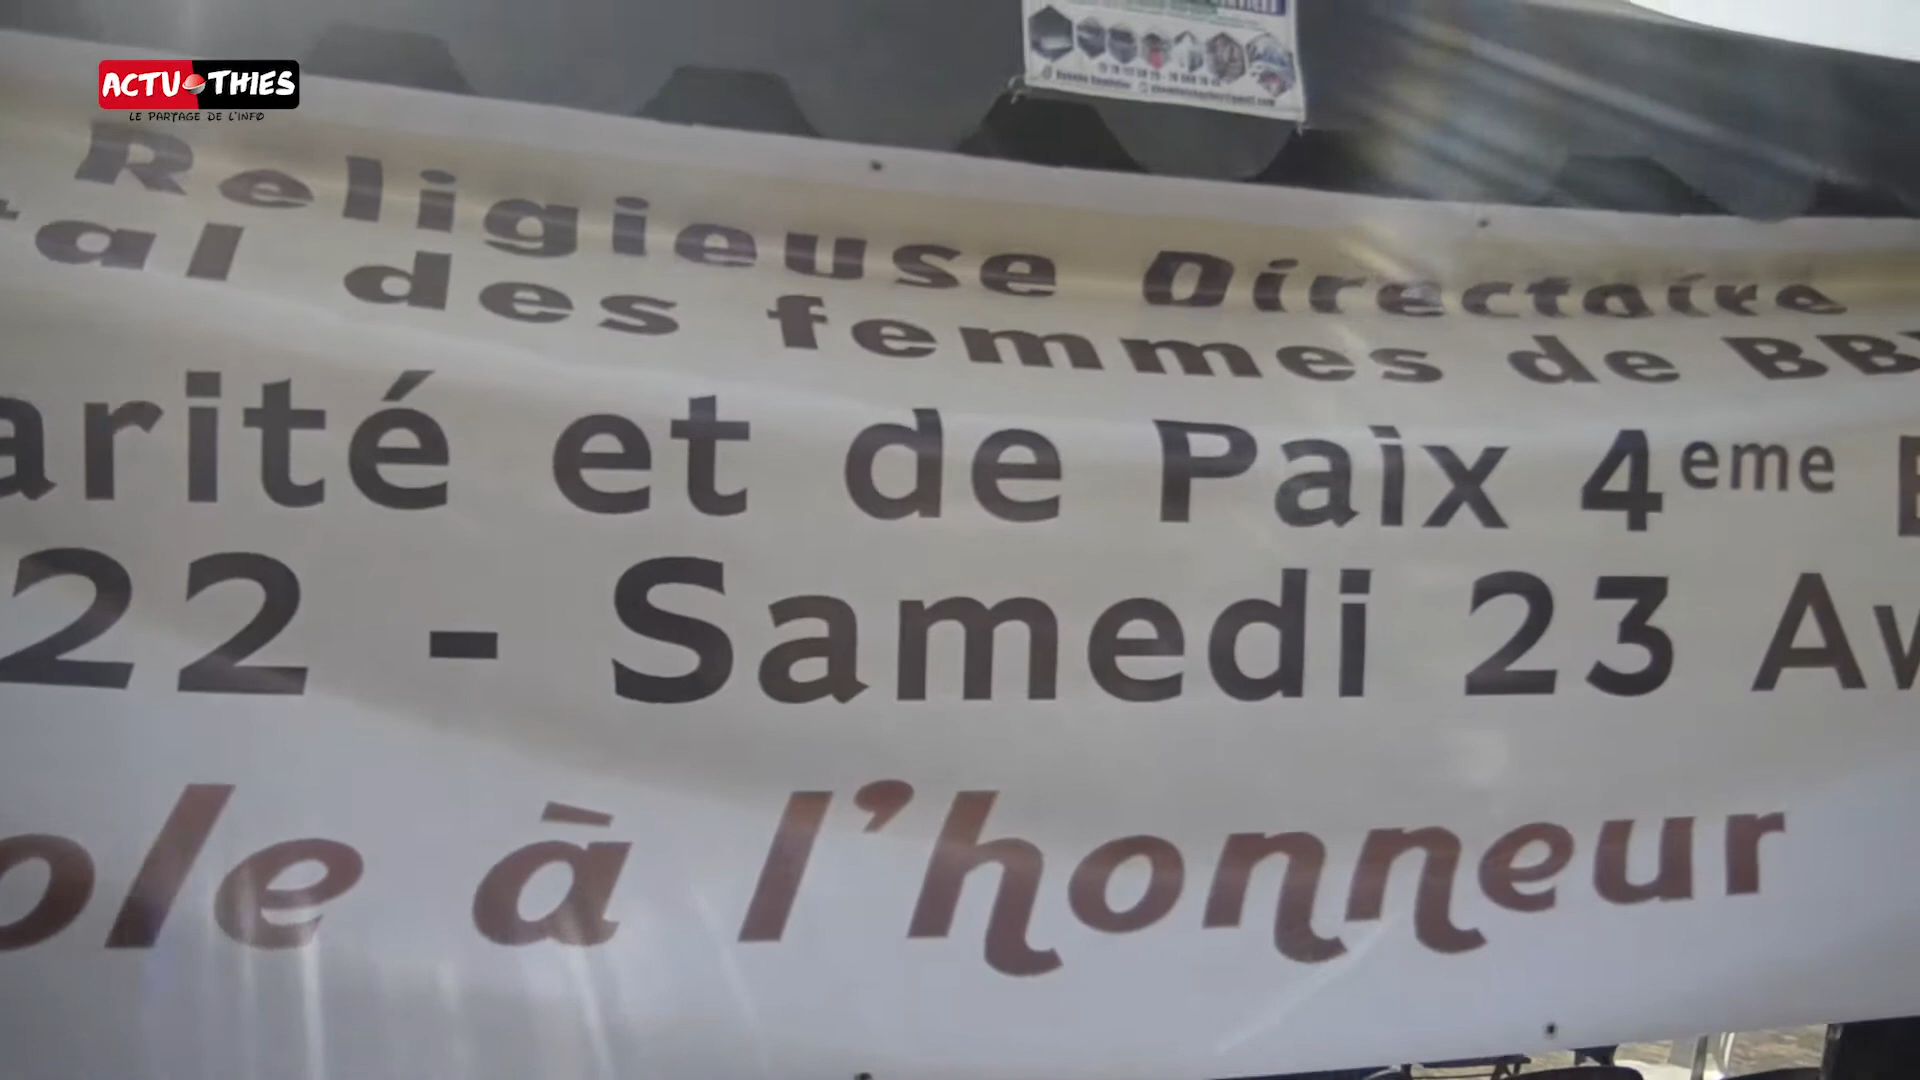 ACTU THIES
LE PARTAGE DE L'INFO
Religieuse Directaire
tal des femmes de BB
arité et de Paix 4eme
22 - Samedi 23 Av
ole à l'honneur